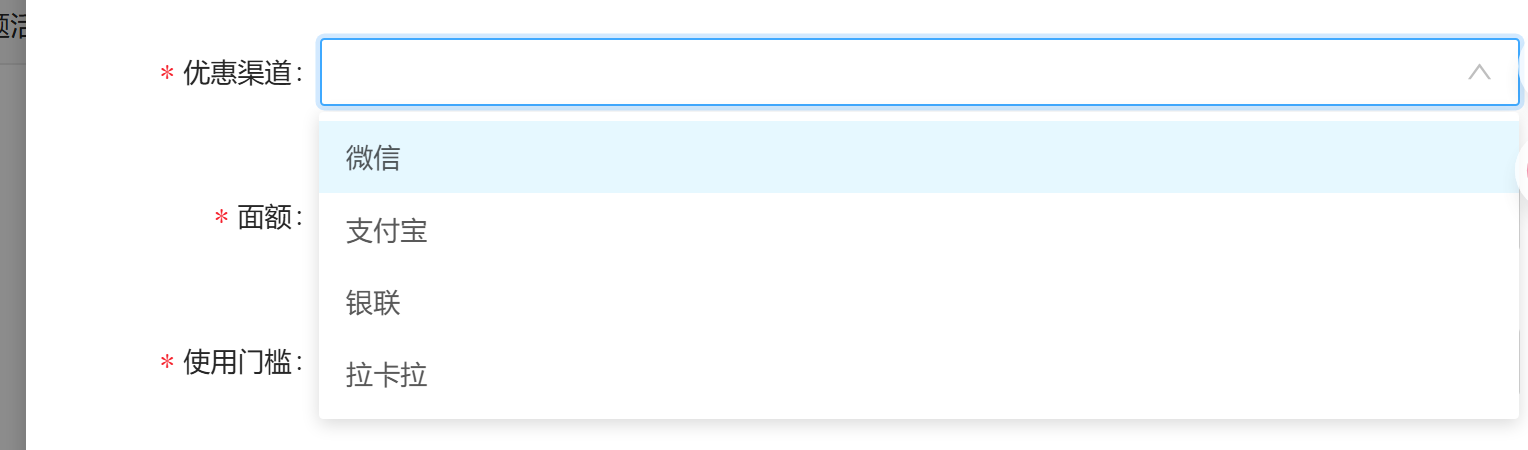 * 优惠渠道:
微信
支付宝
* 面额:
银联
* 使用门槛:
拉卡拉